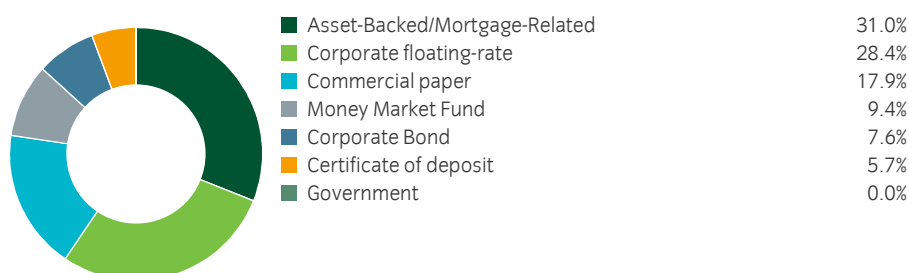 Asset-Backed/Mortgage-Related 31.0%
Corporate floating-rate 28.4%
Commercial paper 17.9%
Money Market Fund 9.4%
Corporate Bond 7.6%
Certificate of deposit 5.7%
Government 0.0%